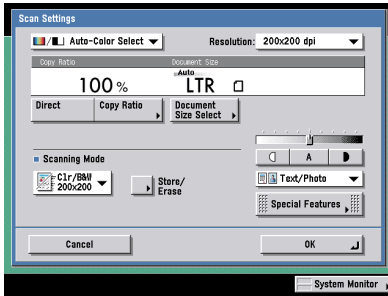 Scan Settings
Auto-Color Select
Resolution: 200x200 dpi
Copy Ratio
Document Size
100 %
Auto
LTR
Direct
Copy Ratio
Document
Size Select
Scanning Mode
Clr/B&W
200x200
Store/
Erase
A
Text/Photo
Special Features
Cancel
OK
System Monitor